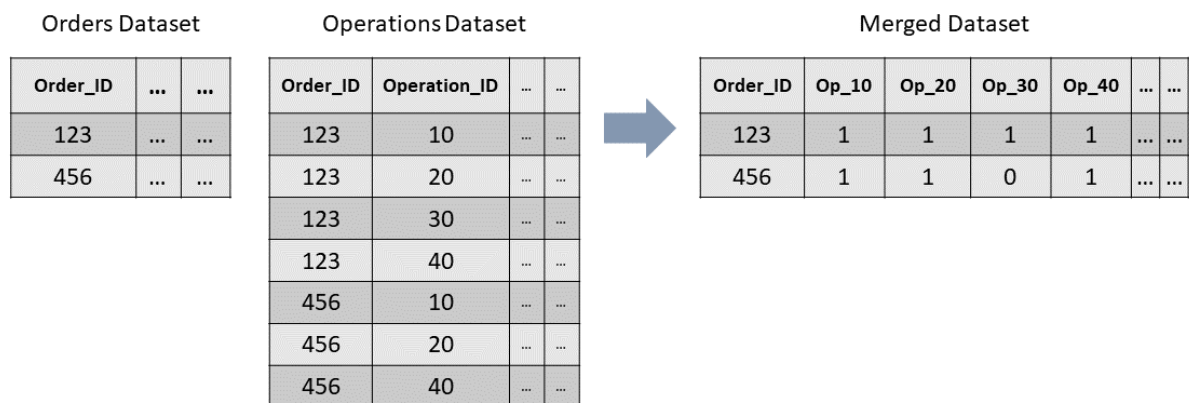 Orders Dataset
Operations Dataset
Merged Dataset
Order_ID ... ...
123 ... ...
456 ... ...
Order_ID Operation_ID ... ...
123 10 ... ...
123 20 ... ...
123 30 ... ...
123 40 ... ...
456 10 ... ...
456 20 ... ...
456 40 ... ...
Order_ID Op_10 Op_20 Op_30 Op_40 ... ...
123 1 1 1 1 ... ...
456 1 1 0 1 ... ...